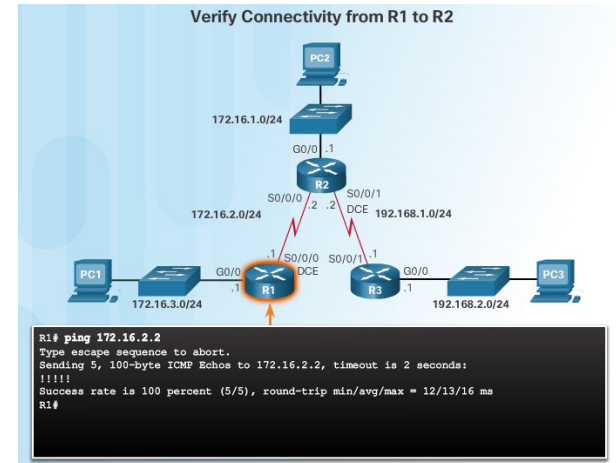 Verify Connectivity from R1 to R2
PC2
172.16.1.0/24
G0/0 .1
R2
S0/0/0 S0/0/1
.2 .2 DCE
172.16.2.0/24 192.168.1.0/24
.1 S0/0/0 S0/0/1 .1
DCE
PC1 G0/0 R1 R3 G0/0 PC3
.1 .1
172.16.3.0/24 192.168.2.0/24
R1# ping 172.16.2.2
Type escape sequence to abort.
Sending 5, 100-byte ICMP Echos to 172.16.2.2, timeout is 2 seconds:
!!!!!
Success rate is 100 percent (5/5), round-trip min/avg/max = 12/13/16 ms
R1#